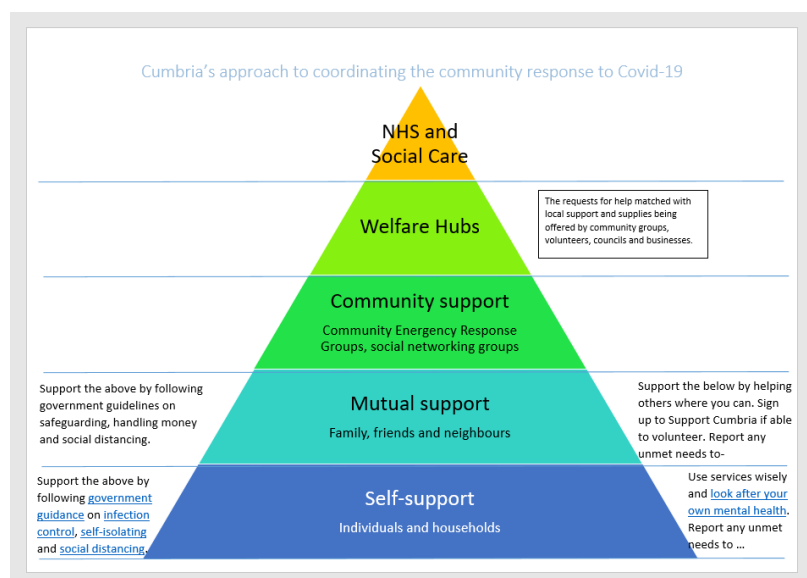 Cumbria's approach to coordinating the community response to Covid-19
NHS and
Social Care
Welfare Hubs
The requests for help matched with
local support and supplies being
offered by community groups,
volunteers, councils and businesses.
Community support
Community Energency Response
Groups, social networking groups
Support the above by following
government guidelines on
safeguarding, handling money
and social distancing.
Mutual support
Family, friends and neighbours
Support the below by helping
others where you can. Sign
up to Support Cumbria if able
to volunteer. Report any
unmet needs to-
Support the above by
following government
guidance on infection
control, self-isolating
and social distancing.
Self-support
Individuals and households
Use services wisely
and look after your
own mental health.
Report any unmet
needs to ...